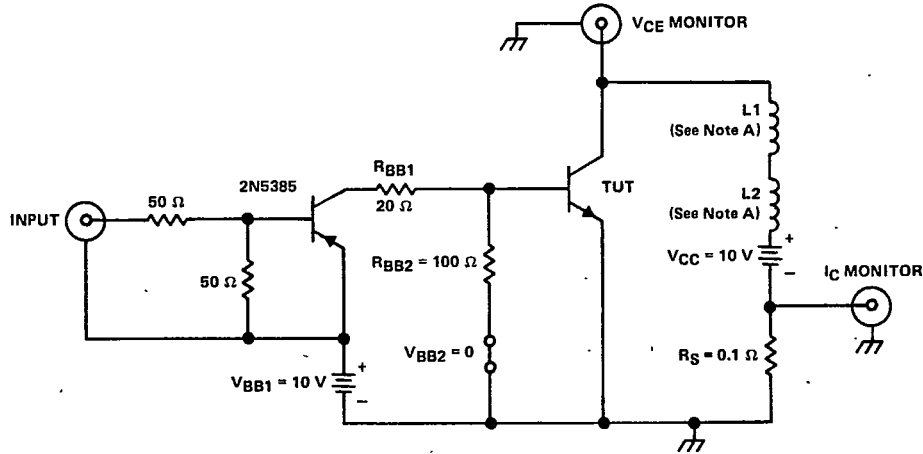 VCE MONITOR
L1
(See Note A)
RBB1
2N5385
20 Ω
TUT
50 Ω
L2
(See Note A)
INPUT
+
VCC = 10 V
−
RBB2 = 100 Ω
IC MONITOR
50 Ω
VBB2 = 0
RS = 0.1 Ω
+
VBB1 = 10 V
−